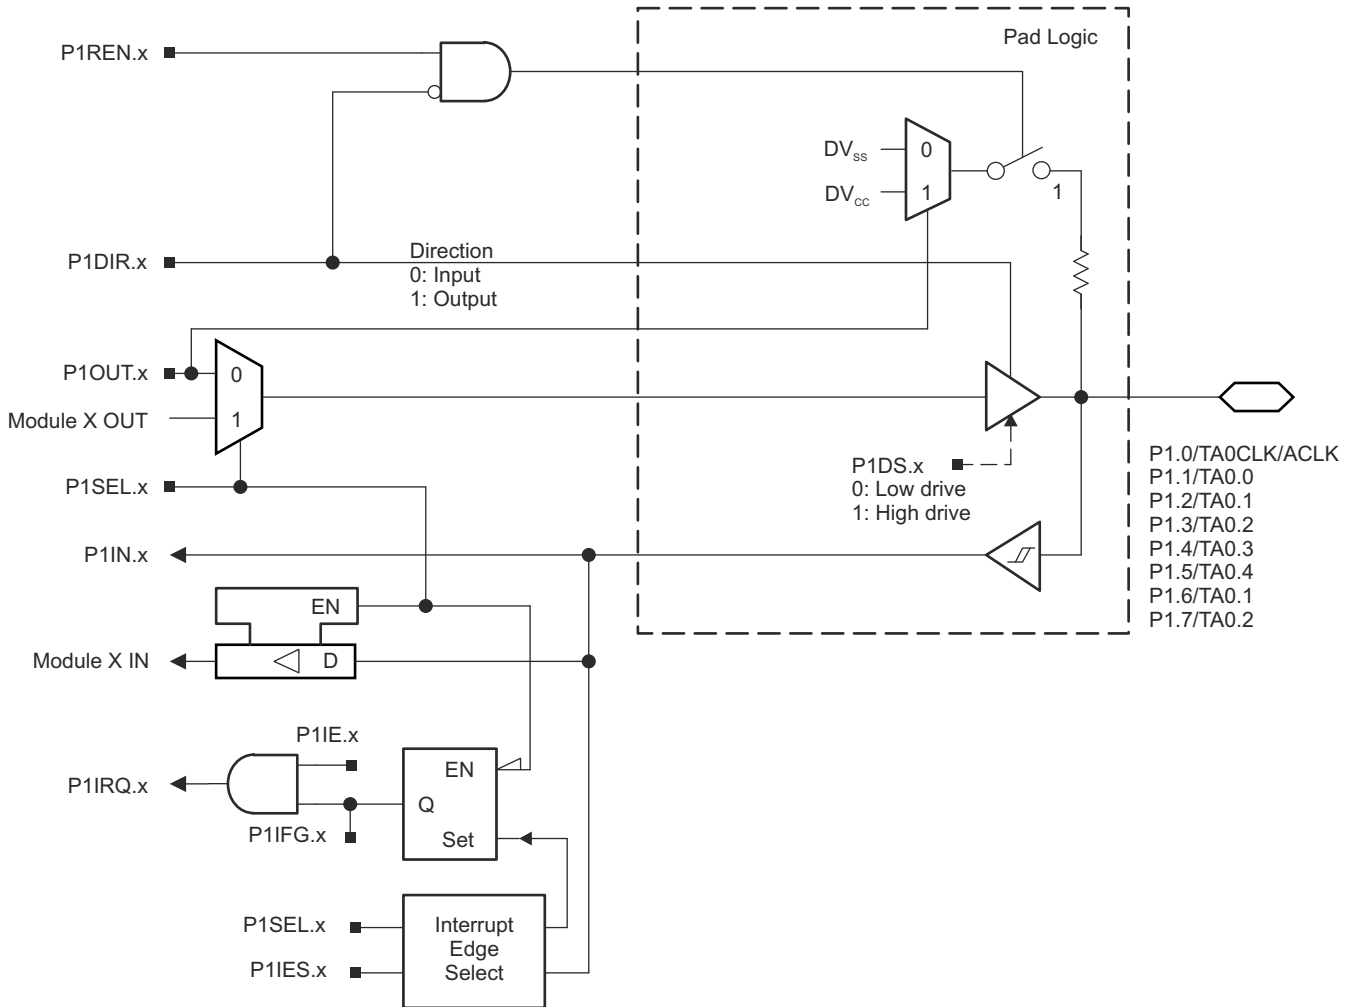 Pad Logic
P1REN.x
DVSS
0
DVCC
1
1
P1DIR.x
Direction
0: Input
1: Output
P1OUT.x
0
Module X OUT
1
P1DS.x
0: Low drive
1: High drive
P1SEL.x
P1.0/TA0CLK/ACLK
P1.1/TA0.0
P1.2/TA0.1
P1.3/TA0.2
P1.4/TA0.3
P1.5/TA0.4
P1.6/TA0.1
P1.7/TA0.2
P1IN.x
EN
Module X IN
D
P1IE.x
P1IRQ.x
EN
Q
P1IFG.x
Set
P1SEL.x
P1IES.x
Interrupt
Edge
Select